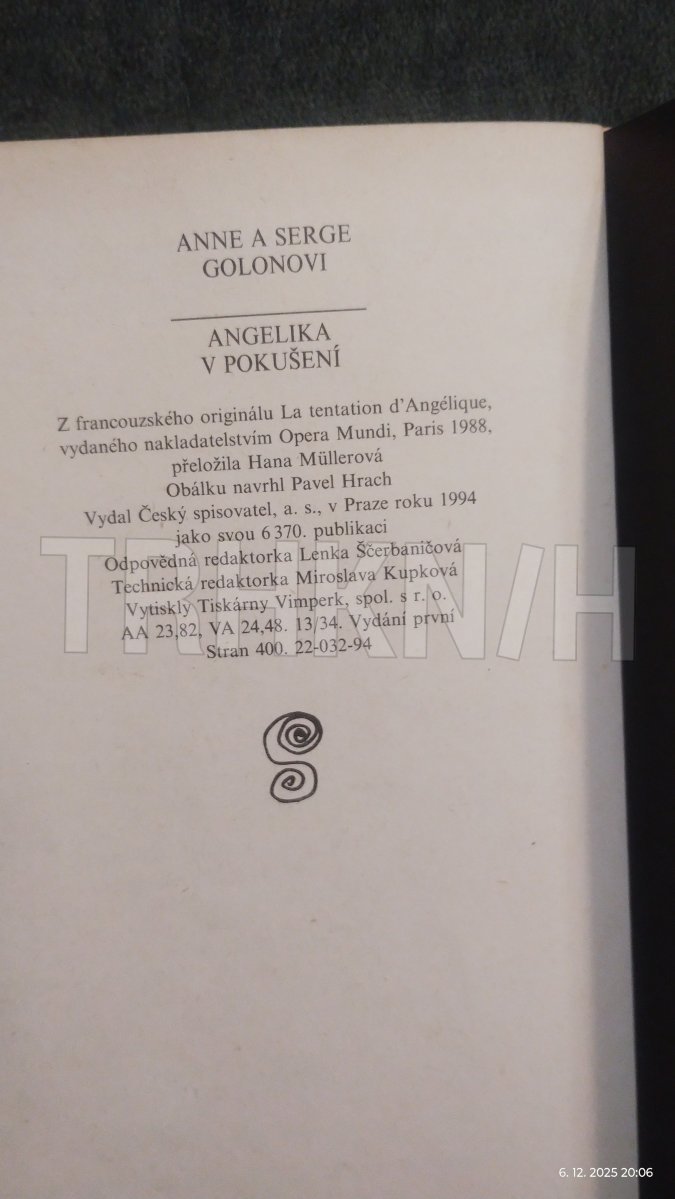 ANNE A SERGE
GOLONOVI
ANGELIKA
V POKUŠENÍ
Z francouzského originálu La tentation d'Angélique,
vydaného nakladatelstvím Opera Mundi, Paris 1988,
přeložila Hana Müllerová
Obálku navrhl Pavel Hrach
Vydal Český spisovatel, a. s., v Praze roku 1994
jako svou 6 370. publikaci
Odpovědná redaktorka Lenka Ščerbaničová
Technická redaktorka Miroslava Kupková
Vytiskly Tiskárny Vimperk, spol. s r. o.
AA 23,82, VA 24,48. 13/34. Vydání první
Stran 400. 22-032-94
6. 12. 2025 20:06